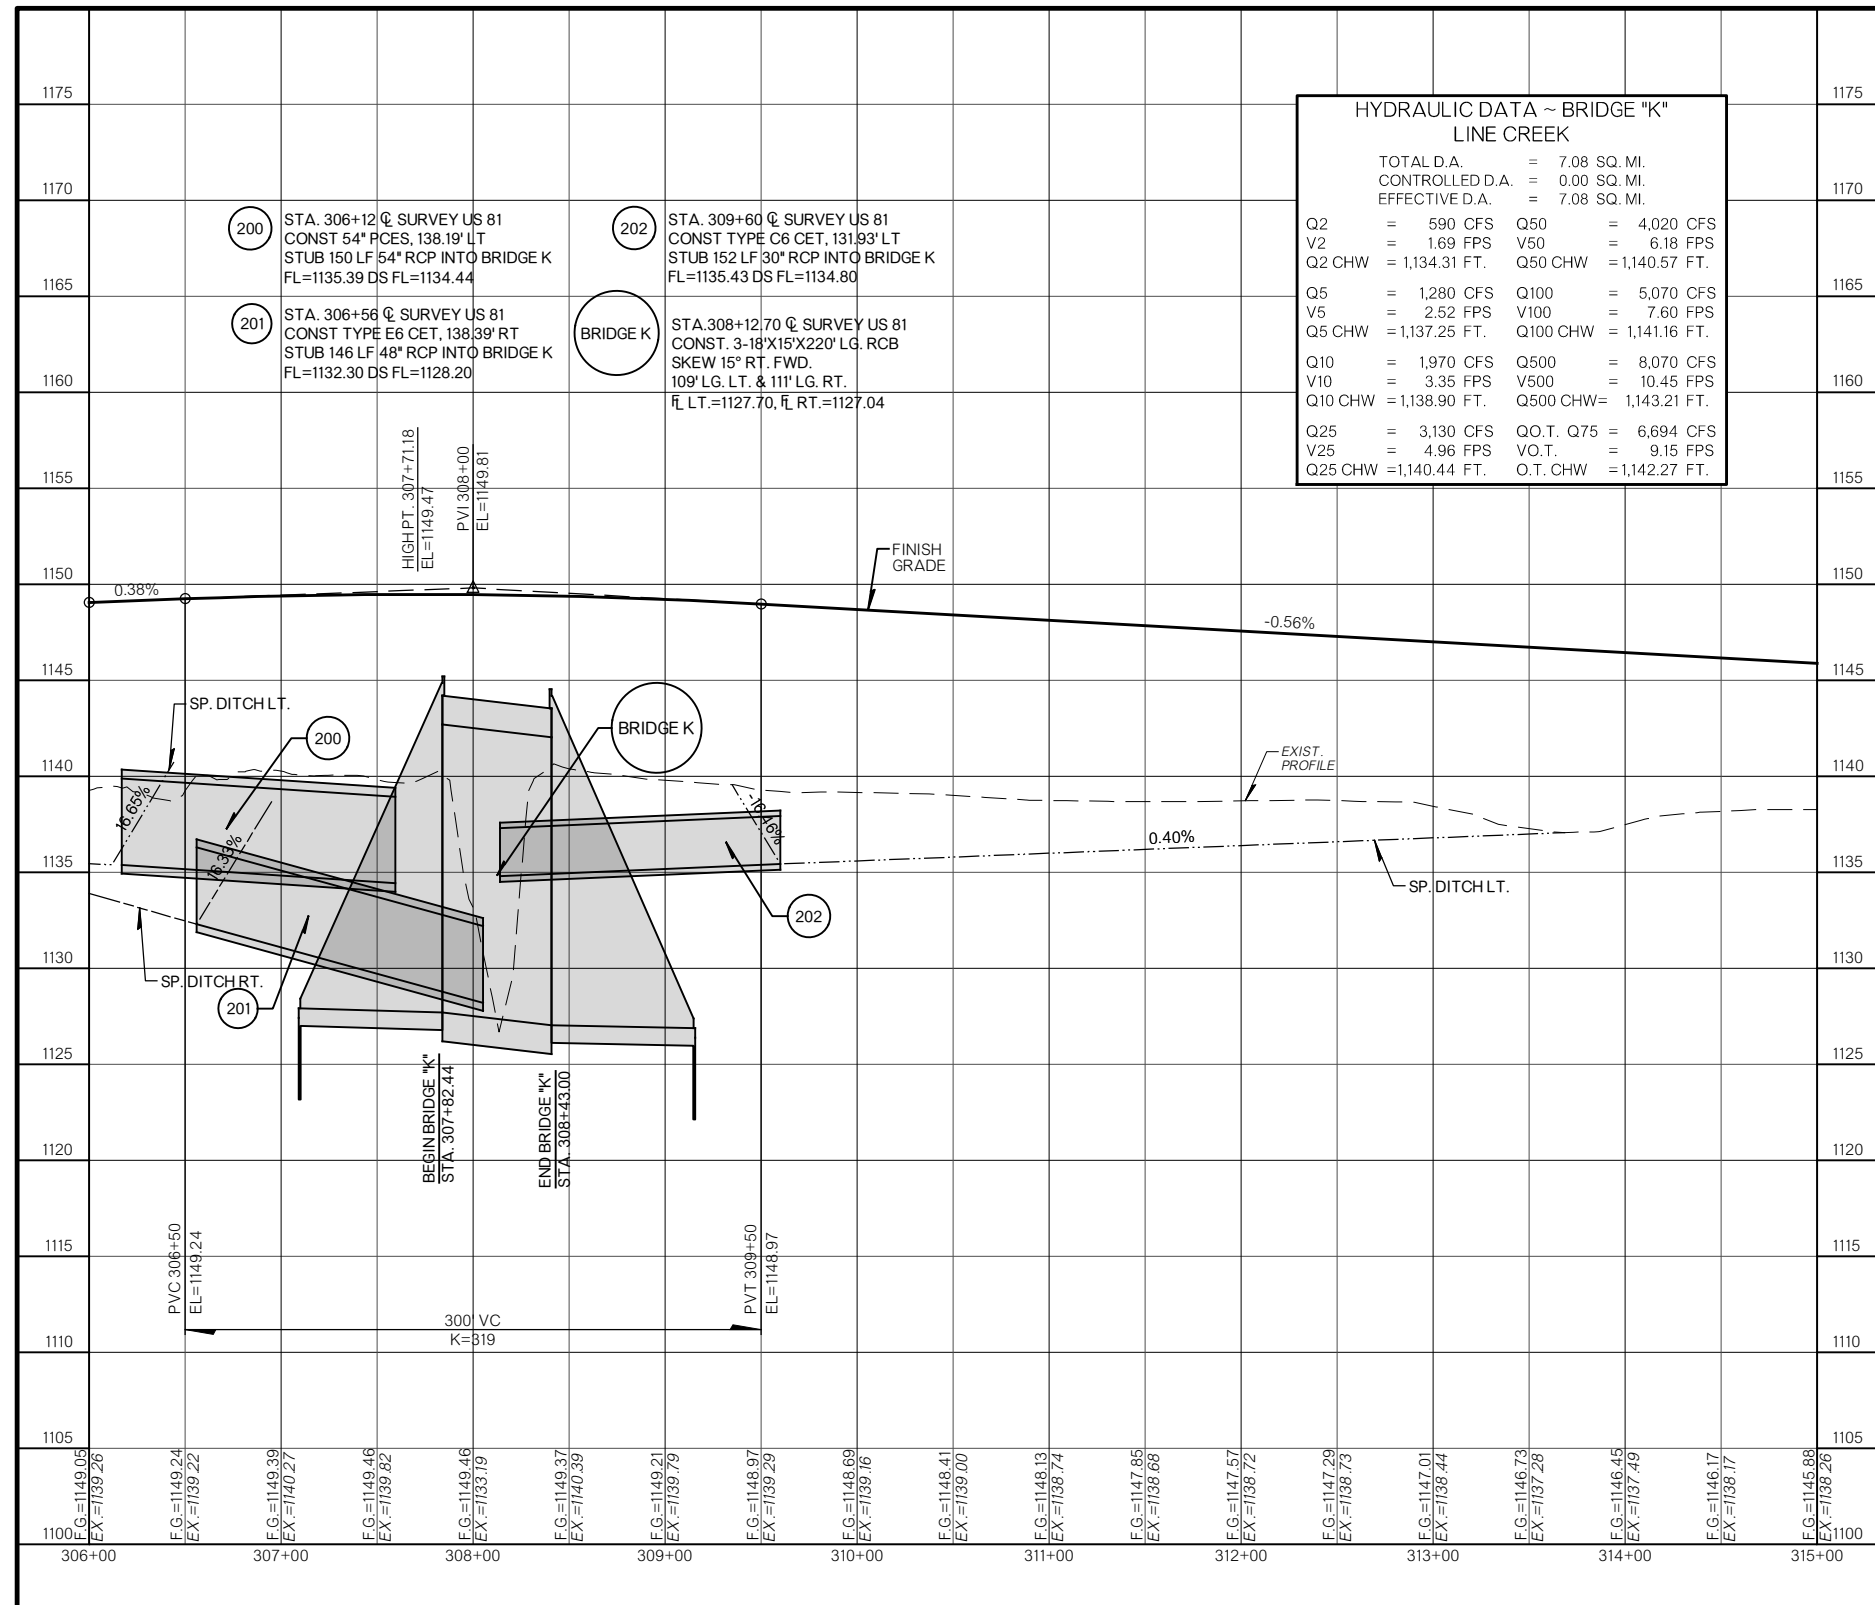 HYDRAULIC DATA ~ BRIDGE "K"
LINE CREEK
TOTAL D.A. = 7.08 SQ. MI.
CONTROLLED D.A. = 0.00 SQ. MI.
EFFECTIVE D.A. = 7.08 SQ. MI.
Q2 = 590 CFS Q50 = 4,020 CFS
V2 = 1.69 FPS V50 = 6.18 FPS
Q2 CHW = 1,134.31 FT. Q50 CHW = 1,140.57 FT.
Q5 = 1,280 CFS Q100 = 5,070 CFS
V5 = 2.52 FPS V100 = 7.60 FPS
Q5 CHW = 1,137.25 FT. Q100 CHW = 1,141.16 FT.
Q10 = 1,970 CFS Q500 = 8,070 CFS
V10 = 3.35 FPS V500 = 10.45 FPS
Q10 CHW = 1,138.90 FT. Q500 CHW= 1,143.21 FT.
Q25 = 3,130 CFS QO.T. Q75 = 6,694 CFS
V25 = 4.96 FPS VO.T. = 9.15 FPS
Q25 CHW =1,140.44 FT. O.T. CHW =1,142.27 FT.
200
STA. 306+12 ℄ SURVEY US 81
CONST 54" PCES, 138.19' LT
STUB 150 LF 54" RCP INTO BRIDGE K
FL=1135.39 DS FL=1134.44
201
STA. 306+56 ℄ SURVEY US 81
CONST TYPE E6 CET, 138.39' RT
STUB 146 LF 48" RCP INTO BRIDGE K
FL=1132.30 DS FL=1128.20
202
STA. 309+60 ℄ SURVEY US 81
CONST TYPE C6 CET, 131.93' LT
STUB 152 LF 30" RCP INTO BRIDGE K
FL=1135.43 DS FL=1134.80
BRIDGE K
STA.308+12.70 ℄ SURVEY US 81
CONST. 3-18'X15'X220' LG. RCB
SKEW 15° RT. FWD.
109' LG. LT. & 111' LG. RT.
FL LT.=1127.70, FL RT.=1127.04
HIGH PT. 307+71.18
EL=1149.47
PVI 308+00
EL=1149.81
FINISH
GRADE
0.38%
-0.56%
SP. DITCH LT.
200
BRIDGE K
EXIST.
PROFILE
16.65%
16.33%
-16.46%
0.40%
SP. DITCH LT.
202
SP. DITCH RT.
201
BEGIN BRIDGE "K"
STA. 307+82.44
END BRIDGE "K"
STA. 308+43.00
PVC 306+50
EL=1149.24
PVT 309+50
EL=1148.97
300' VC
K=319
1175 1175
1170 1170
1165 1165
1160 1160
1155 1155
1150 1150
1145 1145
1140 1140
1135 1135
1130 1130
1125 1125
1120 1120
1115 1115
1110 1110
1105 1105
1100 1100
F.G.=1149.05
EX.=1139.26
F.G.=1149.24
EX.=1139.22
F.G.=1149.39
EX.=1140.27
F.G.=1149.46
EX.=1139.82
F.G.=1149.46
EX.=1133.19
F.G.=1149.37
EX.=1140.39
F.G.=1149.21
EX.=1139.79
F.G.=1148.97
EX.=1139.29
F.G.=1148.69
EX.=1139.16
F.G.=1148.41
EX.=1139.00
F.G.=1148.13
EX.=1138.74
F.G.=1147.85
EX.=1138.68
F.G.=1147.57
EX.=1138.72
F.G.=1147.29
EX.=1138.73
F.G.=1147.01
EX.=1138.44
F.G.=1146.73
EX.=1137.28
F.G.=1146.45
EX.=1137.49
F.G.=1146.17
EX.=1138.17
F.G.=1145.88
EX.=1138.26
306+00 307+00 308+00 309+00 310+00 311+00 312+00 313+00 314+00 315+00